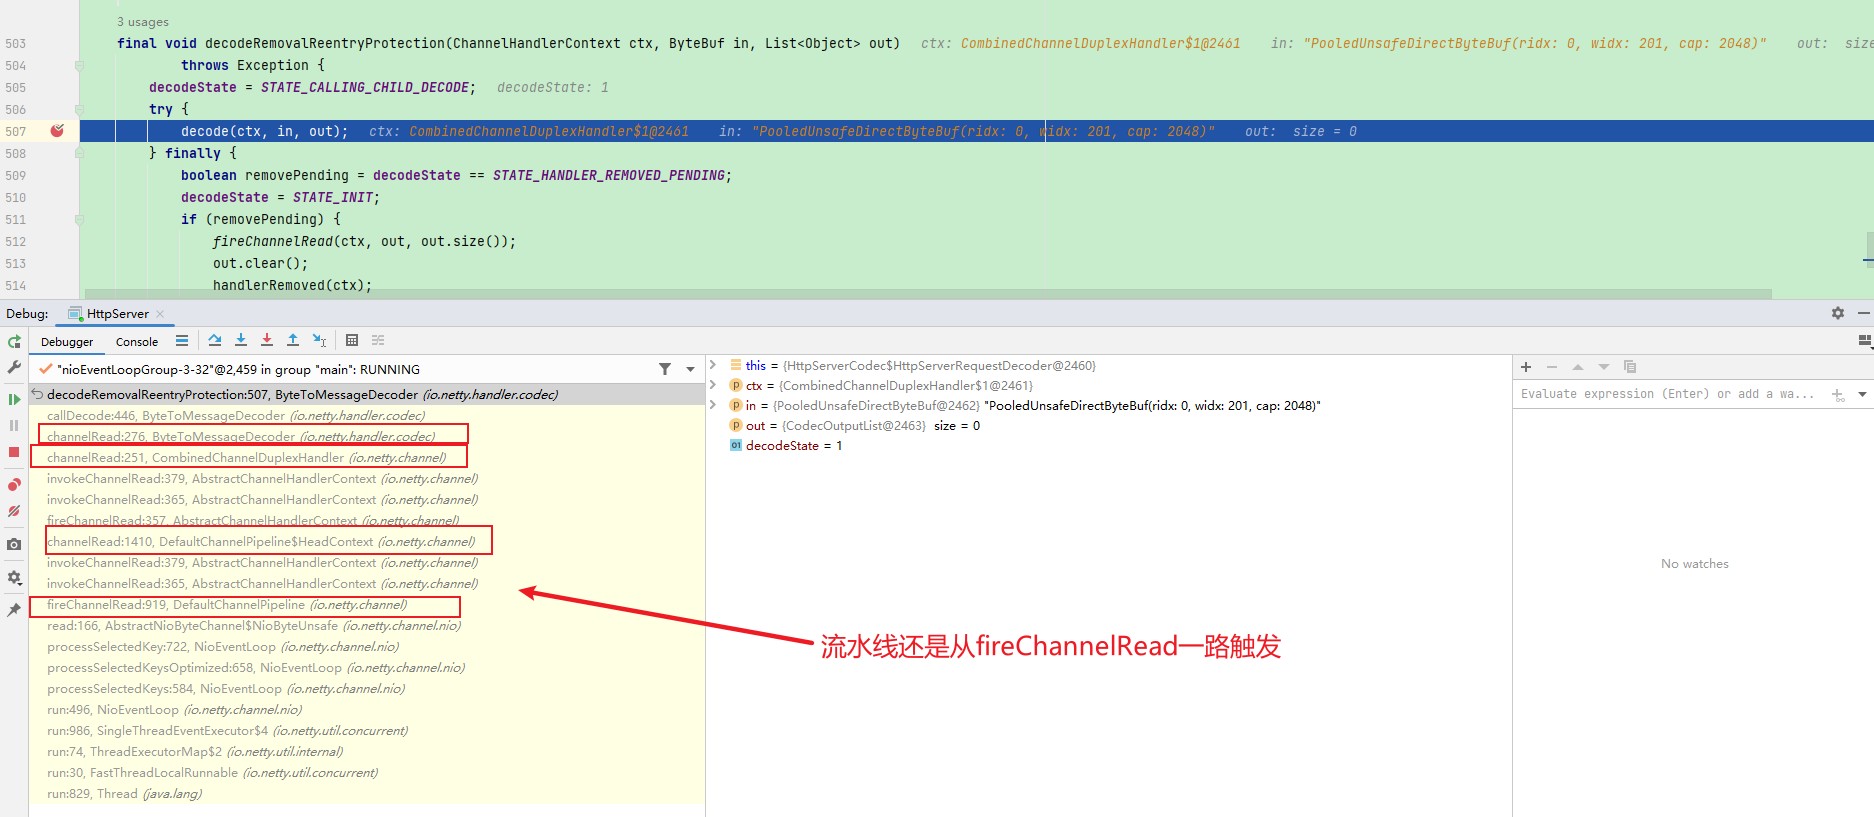 3 usages
503 final void decodeRemovalReentryProtection(ChannelHandlerContext ctx, ByteBuf in, List<Object> out) ctx: CombinedChannelDuplexHandler$1@2461 in: "PooledUnsafeDirectByteBuf(ridx: 0, widx: 201, cap: 2048)" out: size
504 throws Exception {
505 decodeState = STATE_CALLING_CHILD_DECODE; decodeState: 1
506 try {
507 decode(ctx, in, out); ctx: CombinedChannelDuplexHandler$1@2461 in: "PooledUnsafeDirectByteBuf(ridx: 0, widx: 201, cap: 2048)" out: size = 0
508 } finally {
509 boolean removePending = decodeState == STATE_HANDLER_REMOVED_PENDING;
510 decodeState = STATE_INIT;
511 if (removePending) {
512 fireChannelRead(ctx, out, out.size());
513 out.clear();
514 handlerRemoved(ctx);
Debug: HttpServer
Debugger Console
"nioEventLoopGroup-3-32"@2,459 in group "main": RUNNING
decodeRemovalReentryProtection:507, ByteToMessageDecoder (io.netty.handler.codec)
callDecode:446, ByteToMessageDecoder (io.netty.handler.codec)
channelRead:276, ByteToMessageDecoder (io.netty.handler.codec)
channelRead:251, CombinedChannelDuplexHandler (io.netty.channel)
invokeChannelRead:379, AbstractChannelHandlerContext (io.netty.channel)
invokeChannelRead:365, AbstractChannelHandlerContext (io.netty.channel)
fireChannelRead:357, AbstractChannelHandlerContext (io.netty.channel)
channelRead:1410, DefaultChannelPipeline$HeadContext (io.netty.channel)
invokeChannelRead:379, AbstractChannelHandlerContext (io.netty.channel)
invokeChannelRead:365, AbstractChannelHandlerContext (io.netty.channel)
fireChannelRead:919, DefaultChannelPipeline (io.netty.channel)
read:166, AbstractNioByteChannel$NioByteUnsafe (io.netty.channel.nio)
processSelectedKey:722, NioEventLoop (io.netty.channel.nio)
processSelectedKeysOptimized:658, NioEventLoop (io.netty.channel.nio)
processSelectedKeys:584, NioEventLoop (io.netty.channel.nio)
run:496, NioEventLoop (io.netty.channel.nio)
run:986, SingleThreadEventExecutor$4 (io.netty.util.concurrent)
run:74, ThreadExecutorMap$2 (io.netty.util.internal)
run:30, FastThreadLocalRunnable (io.netty.util.concurrent)
run:829, Thread (java.lang)
this = {HttpServerCodec$HttpServerRequestDecoder@2460}
ctx = {CombinedChannelDuplexHandler$1@2461}
in = {PooledUnsafeDirectByteBuf@2462} "PooledUnsafeDirectByteBuf(ridx: 0, widx: 201, cap: 2048)"
out = {CodecOutputList@2463} size = 0
decodeState = 1
流水线还是从fireChannelRead一路触发
Evaluate expression (Enter) or add a wa...
No watches